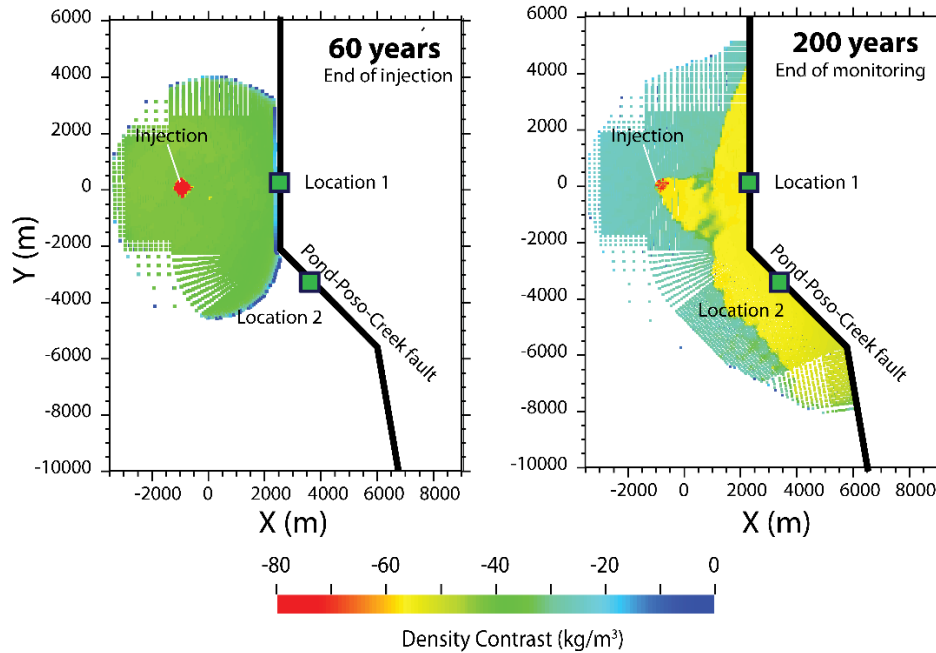 60 years
End of injection
6000
4000
2000
0
-2000
-4000
-6000
-8000
-10000
Y (m)
Injection
Location 1
Location 2
Pond-Poso-Creek fault
-2000 0 2000 4000 6000 8000
X (m)
200 years
End of monitoring
6000
4000
2000
0
-2000
-4000
-6000
-8000
-10000
Injection
Location 1
Location 2
Pond-Poso-Creek fault
-2000 0 2000 4000 6000 8000
X (m)
-80 -60 -40 -20 0
Density Contrast (kg/m³)